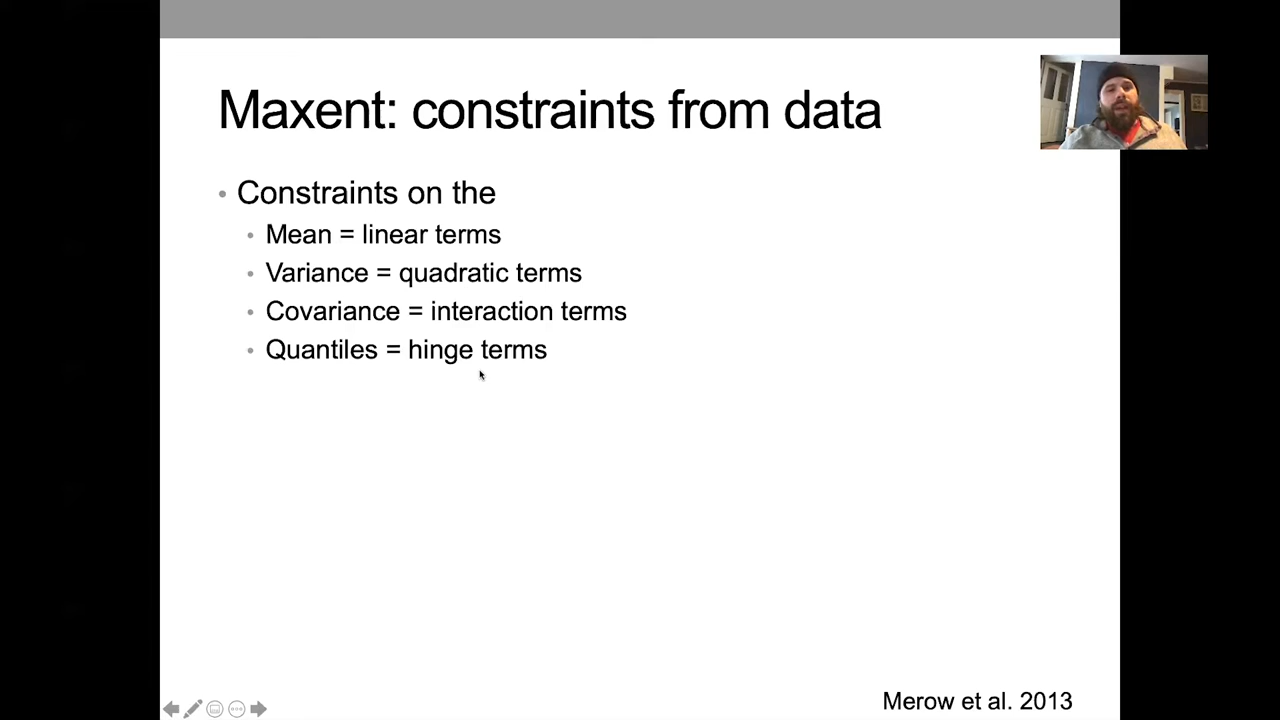 Maxent: constraints from data
• Constraints on the
• Mean = linear terms
• Variance = quadratic terms
• Covariance = interaction terms
• Quantiles = hinge terms
Merow et al. 2013